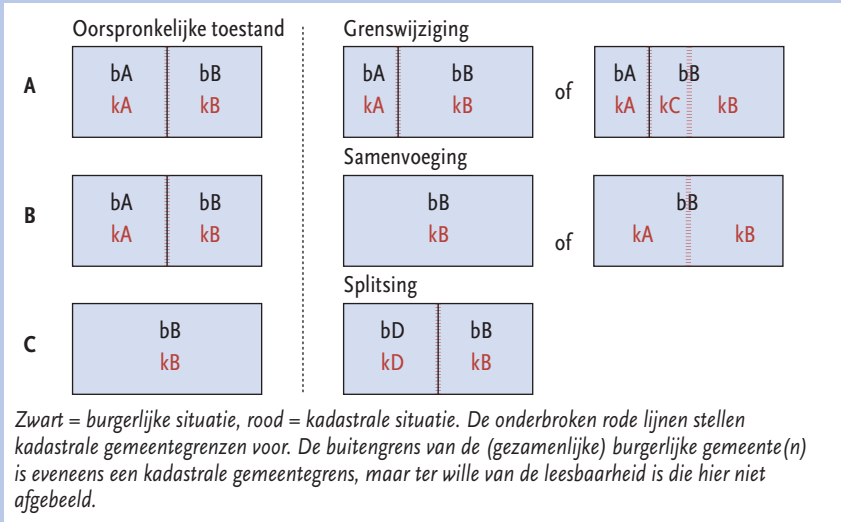 Oorspronkelijke toestand Grenswijziging
A bA bB bA bB of bA bB
kA kB kA kB kA kC kB
Samenvoeging
B bA bB bB of bB
kA kB kB kA kB
Splitsing
C bB bD bB
kB kD kB
Zwart = burgerlijke situatie, rood = kadastrale situatie. De onderbroken rode lijnen stellen
kadastrale gemeentegrenzen voor. De buitengrens van de (gezamenlijke) burgerlijke gemeente(n)
is eveneens een kadastrale gemeentegrens, maar ter wille van de leesbaarheid is die hier niet
afgebeeld.